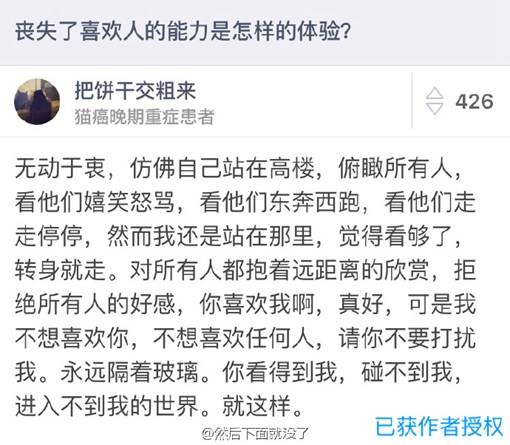 丧失了喜欢人的能力是怎样的体验?
把饼干交粗来
猫癌晚期重症患者
426
无动于衷，仿佛自己站在高楼，俯瞰所有人，
看他们嬉笑怒骂，看他们东奔西跑，看他们走
走停停，然而我还是站在那里，觉得看够了，
转身就走。对所有人都抱着远距离的欣赏，拒
绝所有人的好感，你喜欢我啊，真好，可是我
不想喜欢你，不想喜欢任何人，请你不要打扰
我。永远隔着玻璃。你看得到我，碰不到我，
进入不到我的世界。就这样。
已获作者授权
@然后下面就没了